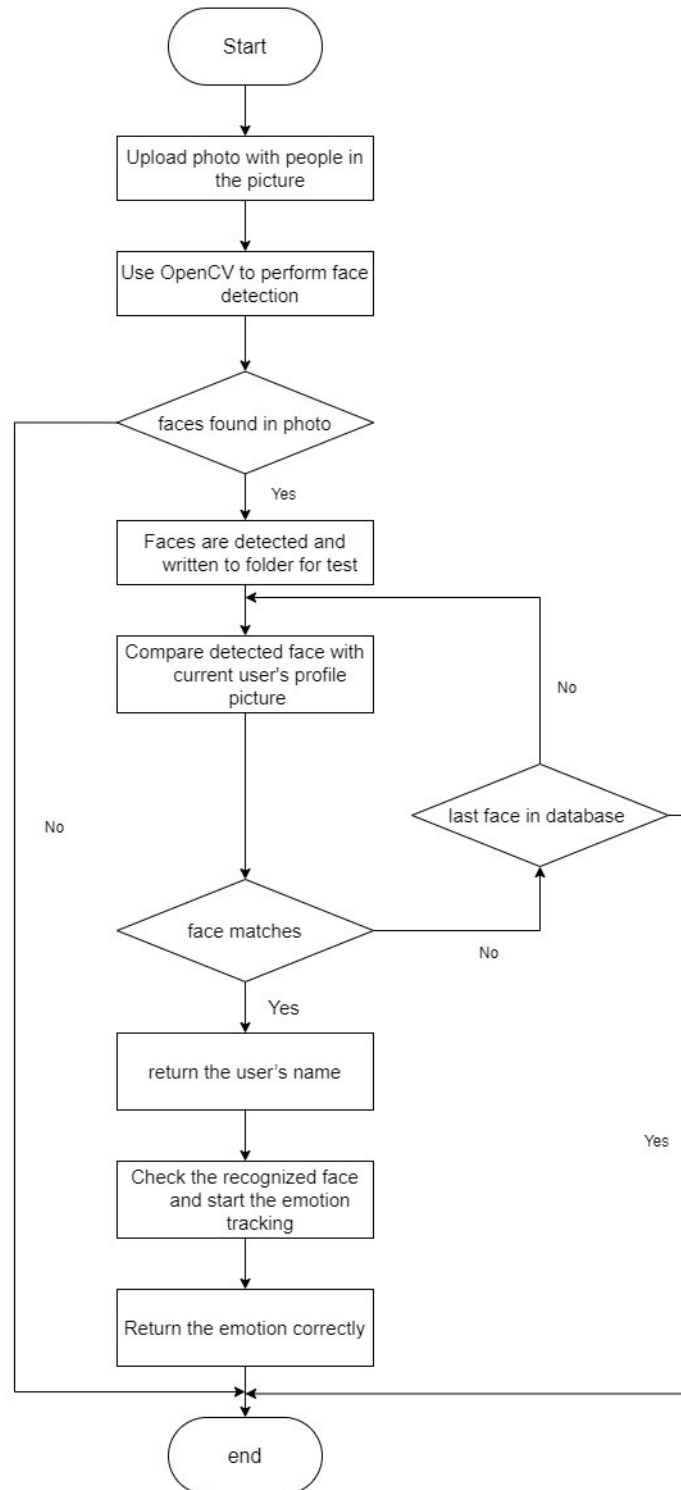 Start
Upload photo with people in
the picture
Use OpenCV to perform face
detection
faces found in photo
Yes
Faces are detected and
written to folder for test
Compare detected face with
current user's profile
picture
No
last face in database
No
face matches
No
Yes
return the user’s name
Yes
Check the recognized face
and start the emotion
tracking
Return the emotion correctly
end